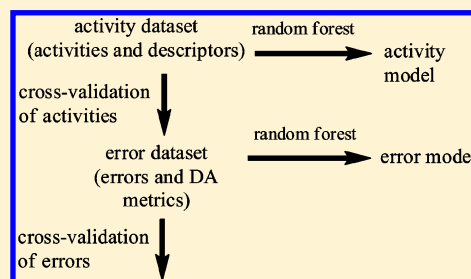 activity dataset
(activities and descriptors)
random forest
activity
model
cross-validation
of activities
error dataset
(errors and DA
metrics)
random forest
error mode
cross-validation
of errors